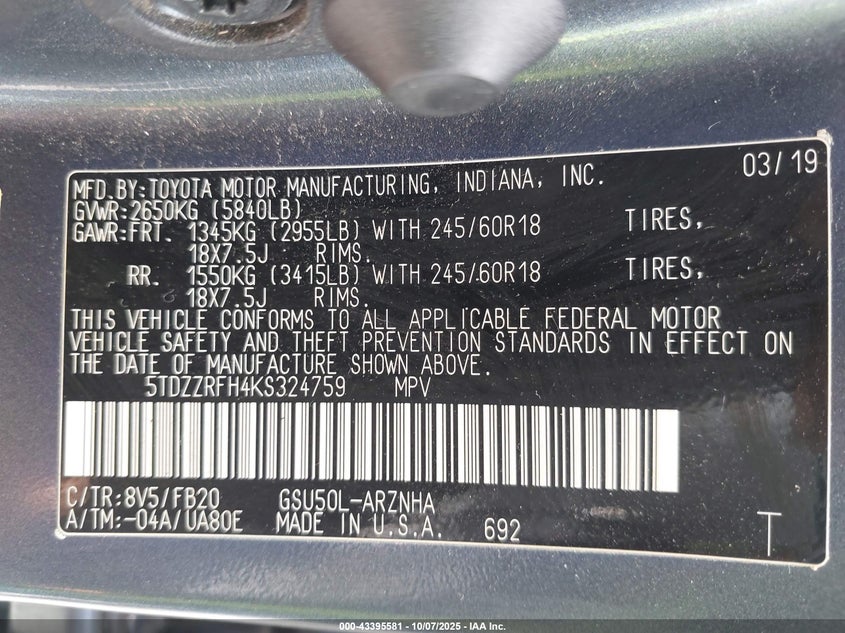 03/19
MFD.BY:TOYOTA MOTOR MANUFACTURING, INDIANA, INC.
GVWR:2650KG (5840LB)
GAWR:FRT. 1345KG (2955LB) WITH 245/60R18 TIRES,
18X7.5J RIMS.
RR. 1550KG (3415LB) WITH 245/60R18 TIRES,
18X7.5J RIMS.
THIS VEHICLE CONFORMS TO ALL APPLICABLE FEDERAL MOTOR
VEHICLE SAFETY AND THEFT PREVENTION STANDARDS IN EFFECT ON
THE DATE OF MANUFACTURE SHOWN ABOVE.
5TDZZRFH4KS324759 MPV
C/TR:8V5/FB20 GSU50L-ARZNHA
A/TM:-04A/UA80E MADE IN U.S.A. 692 T
000-43395581 - 10/07/2025 - IAA Inc.